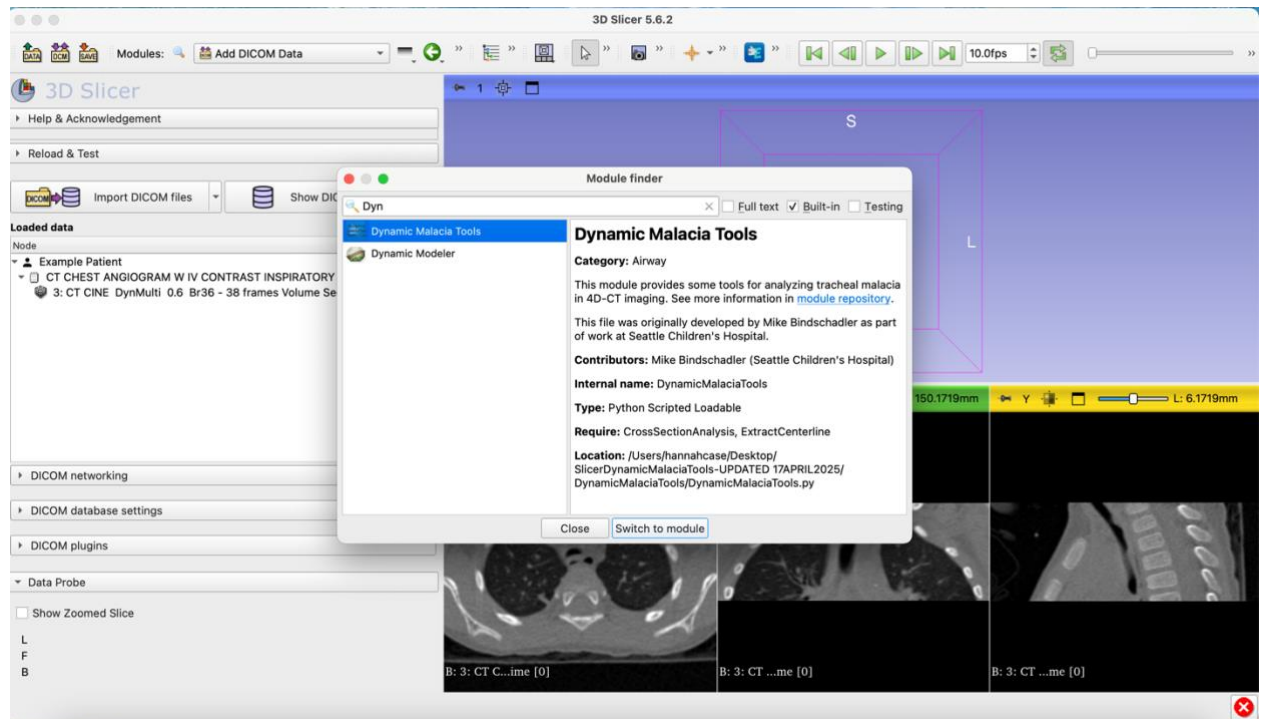 3D Slicer 5.6.2
DATA DCM SAVE Modules: Add DICOM Data 10.0fps
3D Slicer
1
Help & Acknowledgement
S
Reload & Test
Module finder
DICOM Import DICOM files Show DIC
Dyn Full text Built-in Testing
Loaded data
Node
Example Patient
CT CHEST ANGIOGRAM W IV CONTRAST INSPIRATORY
3: CT CINE DynMulti 0.6 Br36 - 38 frames Volume Se
Dynamic Malacia Tools
Dynamic Modeler
Dynamic Malacia Tools
Category: Airway
This module provides some tools for analyzing tracheal malacia
in 4D-CT imaging. See more information in module repository.
This file was originally developed by Mike Bindschadler as part
of work at Seattle Children's Hospital.
Contributors: Mike Bindschadler (Seattle Children's Hospital)
Internal name: DynamicMalaciaTools
Type: Python Scripted Loadable
Require: CrossSectionAnalysis, ExtractCenterline
Location: /Users/hannahcase/Desktop/
SlicerDynamicMalaciaTools-UPDATED 17APRIL2025/
DynamicMalaciaTools/DynamicMalaciaTools.py
Close Switch to module
L
150.1719mm Y L: 6.1719mm
DICOM networking
DICOM database settings
DICOM plugins
Data Probe
Show Zoomed Slice
L
F
B
B: 3: CT C...ime [0] B: 3: CT ...me [0] B: 3: CT ...me [0]